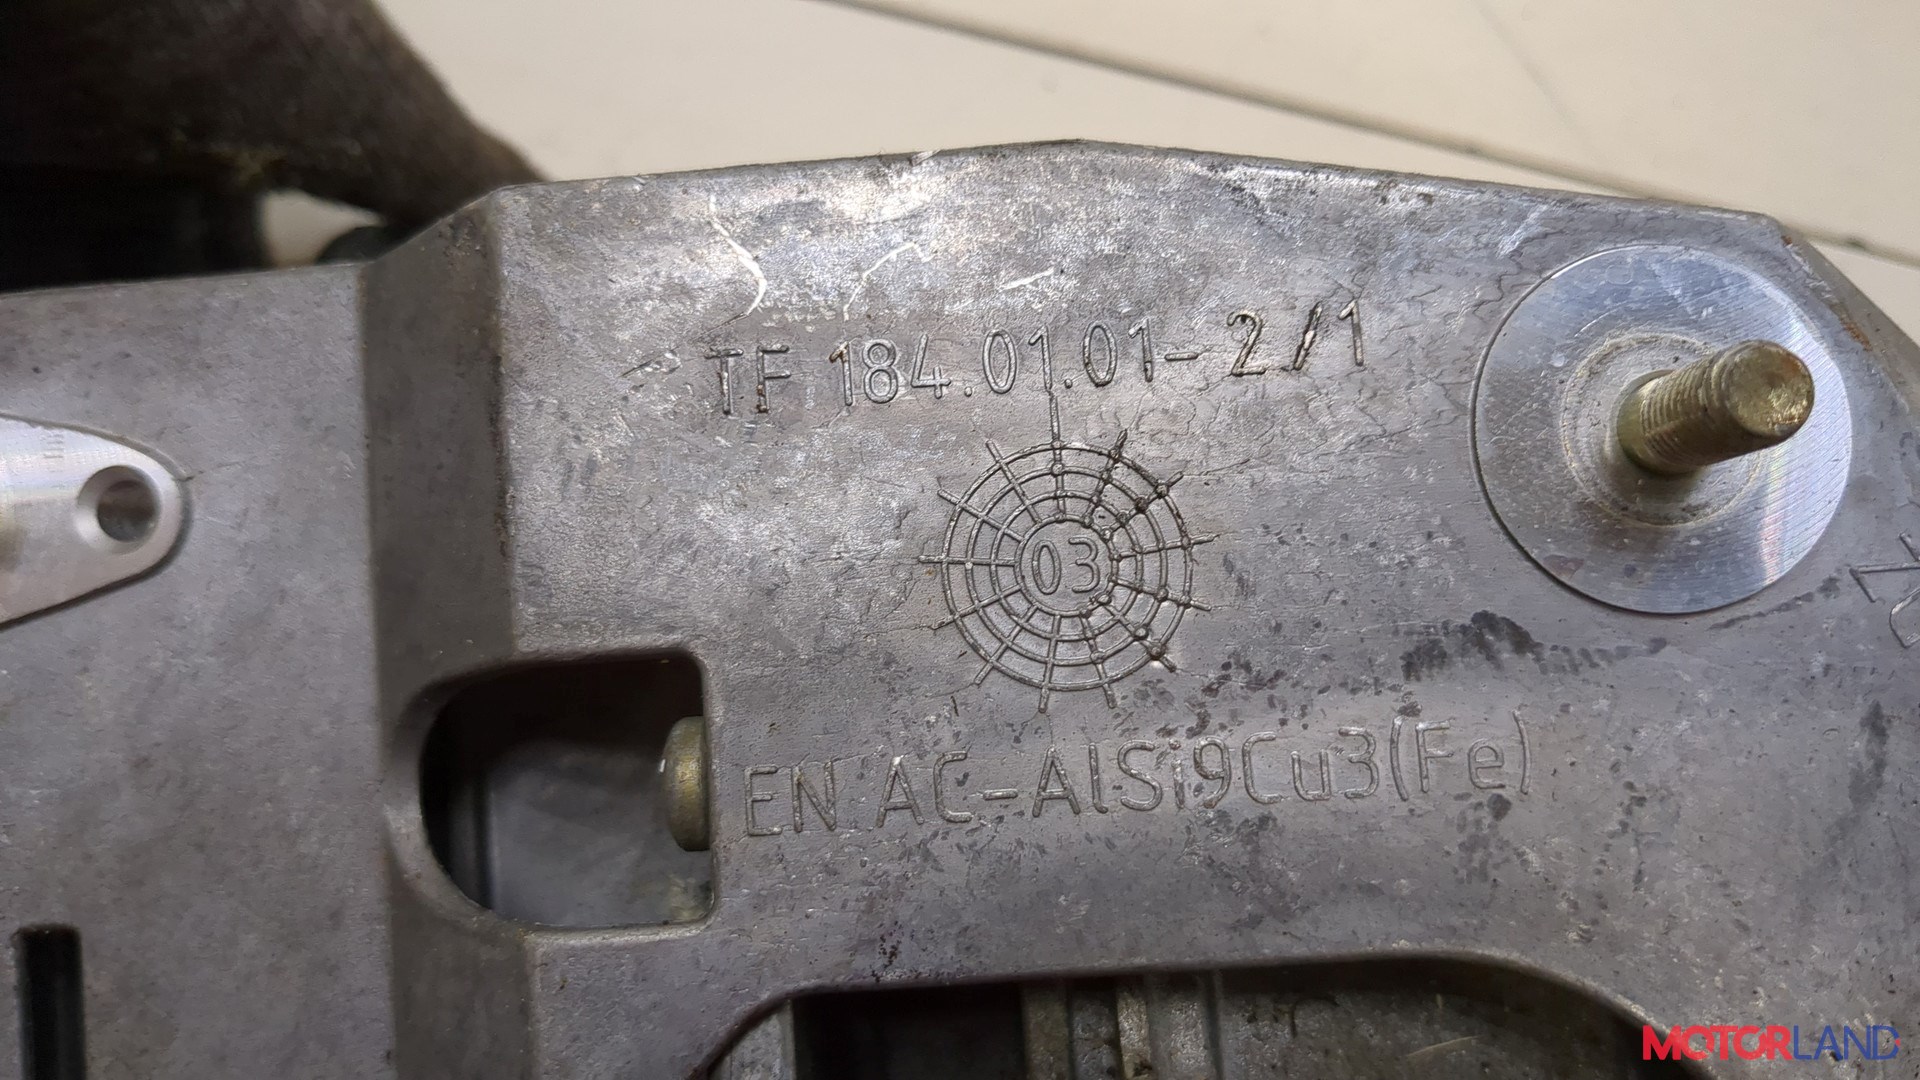 TF 184.01.01-2/1
03
EN AC-AlSi9Cu3(Fe)
MOTORLAND